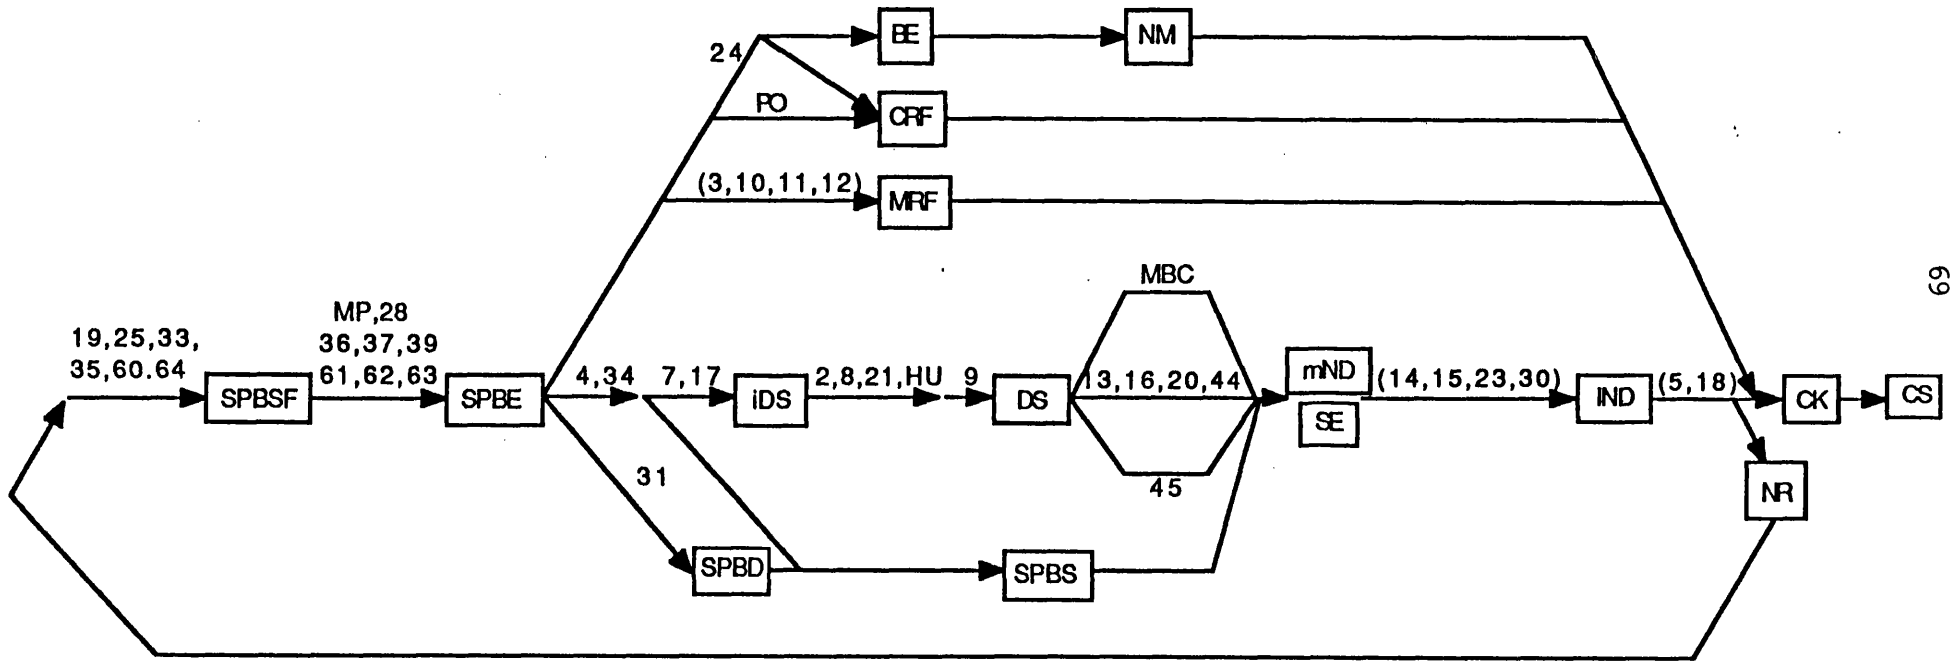 BE
NM
24
PO
CRF
(3,10,11,12)
MRF
69
MBC
MP,28
19,25,33,
36,37,39
35,60.64
61,62,63
SPBSF
SPBE
4,34
7,17
iDS
2,8,21,HU
9
DS
13,16,20,44
mND
SE
(14,15,23,30)
IND
(5,18)
CK
CS
31
45
NR
SPBD
SPBS